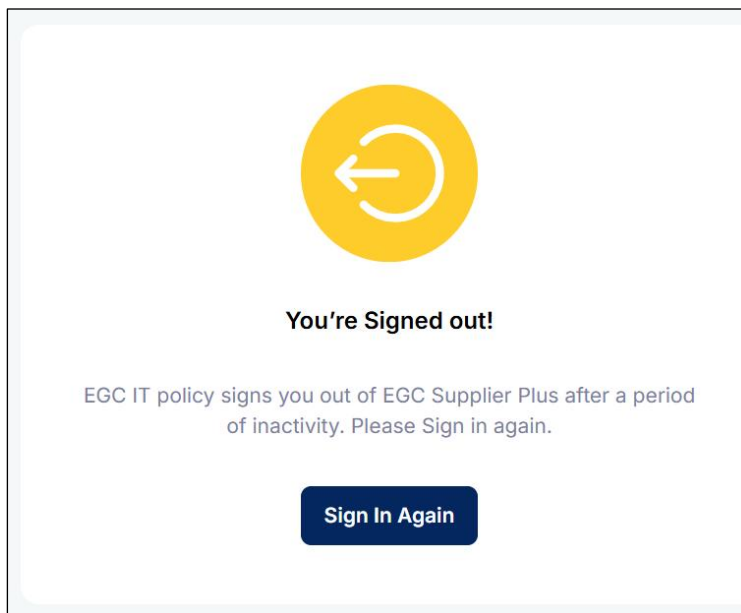 You’re Signed out!
EGC IT policy signs you out of EGC Supplier Plus after a period
of inactivity. Please Sign in again.
Sign In Again